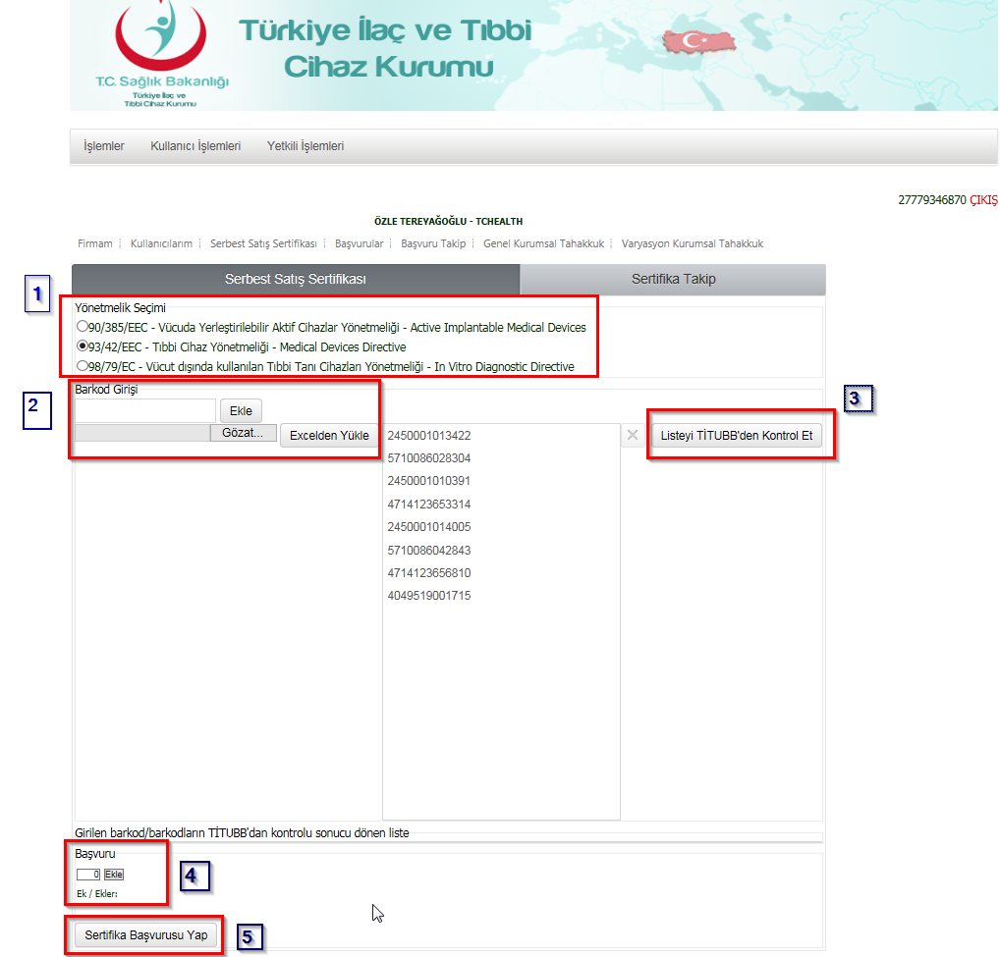 Türkiye İlaç ve Tıbbi
Cihaz Kurumu
T.C. Sağlık Bakanlığı
Türkiye İlaç ve
Tıbbi Cihaz Kurumu
İşlemler Kullanıcı İşlemleri Yetkili İşlemleri
27779346870 ÇIKIŞ
ÖZLE TEREYAĞOĞLU - TCHEALTH
Firmam Kullanıcılarım Serbest Satış Sertifikası Başvurular Başvuru Takip Genel Kurumsal Tahakkuk Varyasyon Kurumsal Tahakkuk
Serbest Satış Sertifikası Sertifika Takip
1
Yönetmelik Seçimi
90/385/EEC - Vücuda Yerleştirilebilir Aktif Cihazlar Yönetmeliği - Active Implantable Medical Devices
93/42/EEC - Tıbbi Cihaz Yönetmeliği - Medical Devices Directive
98/79/EC - Vücut dışında kullanılan Tıbbi Tanı Cihazları Yönetmeliği - In Vitro Diagnostic Directive
2
Barkod Girişi
3
Ekle
Gözat... Excelden Yükle
2450001013422
Listeyi TİTUBB'den Kontrol Et
5710086028304
2450001010391
4714123653314
2450001014005
5710086042843
4714123656810
4049519001715
Girilen barkod/barkodların TİTUBB'dan kontrolu sonucu dönen liste
Başvuru
0 Ekle
4
Ek / Ekler:
Sertifika Başvurusu Yap
5